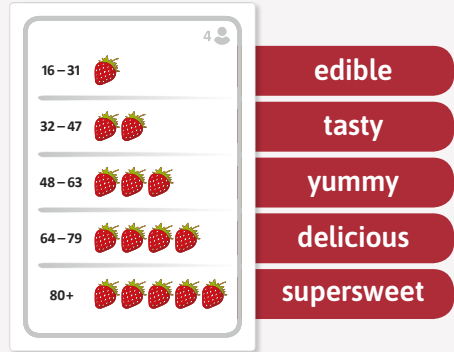 4
16–31
edible
32–47
tasty
48–63
yummy
64–79
delicious
80+
supersweet